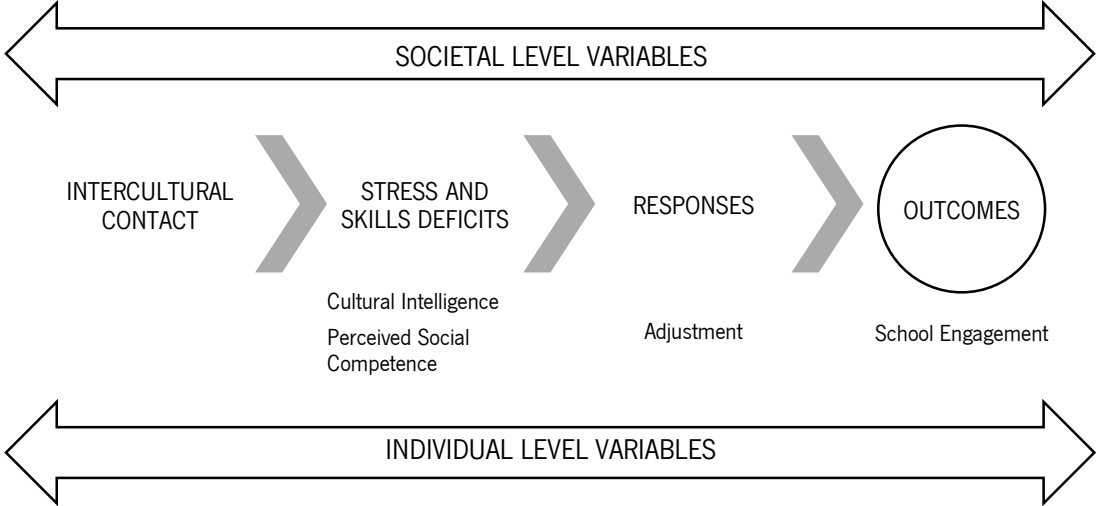 SOCIETAL LEVEL VARIABLES
INTERCULTURAL
CONTACT
STRESS AND
SKILLS DEFICITS
RESPONSES
OUTCOMES
Cultural Intelligence
Perceived Social
Competence
Adjustment
School Engagement
INDIVIDUAL LEVEL VARIABLES